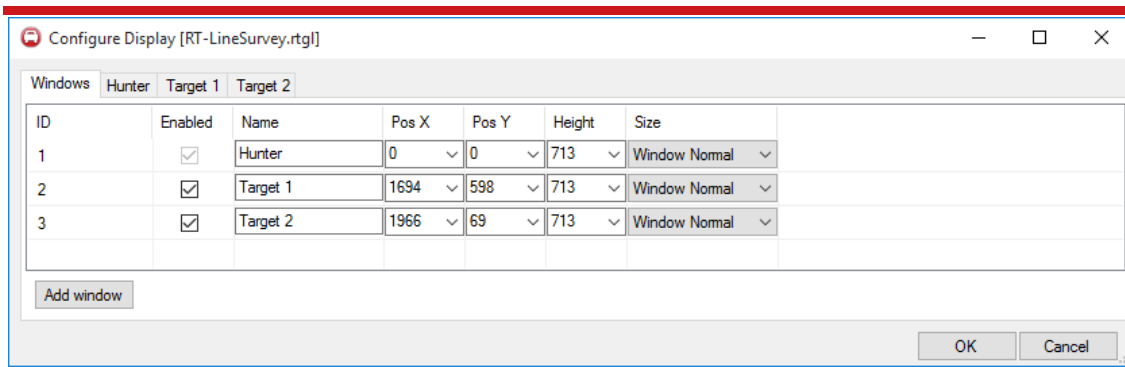 Configure Display [RT-LineSurvey.rtgl]
Windows Hunter Target 1 Target 2
ID Enabled Name Pos X Pos Y Height Size
1 Hunter 0 0 713 Window Normal
2 Target 1 1694 598 713 Window Normal
3 Target 2 1966 69 713 Window Normal
Add window
OK Cancel